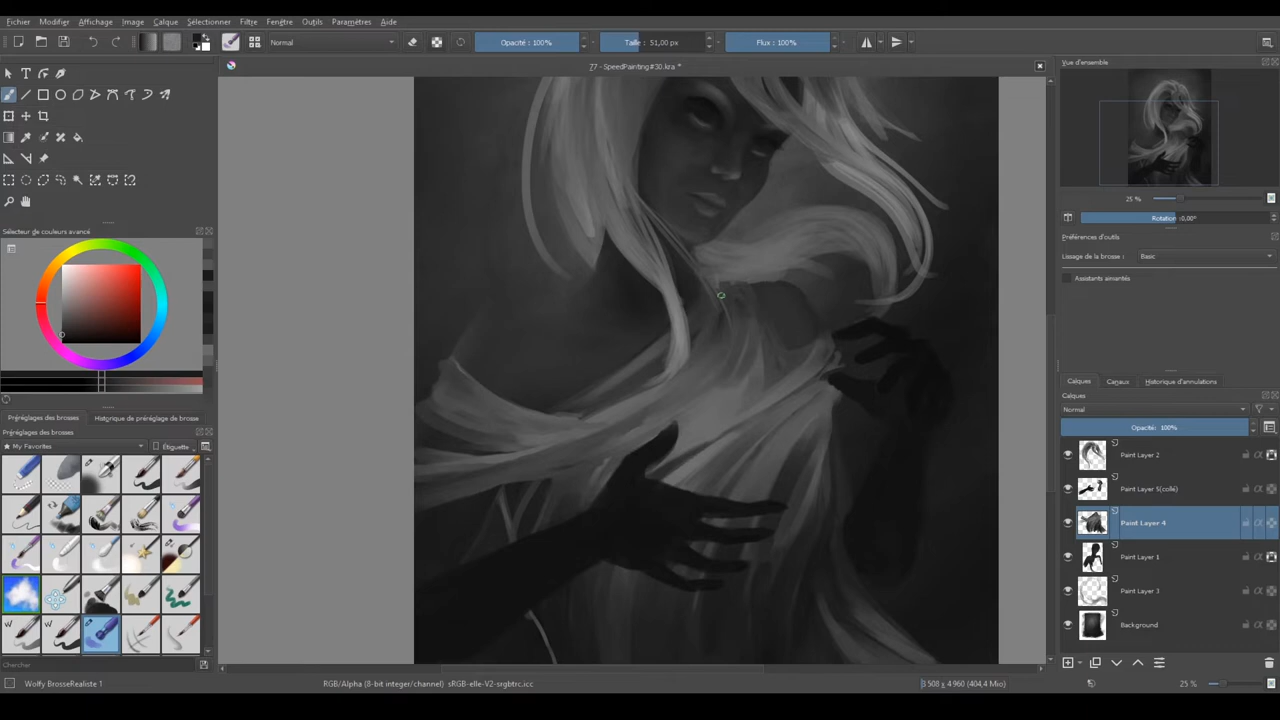 Fichier Modifier Affichage Image Calque Sélectionner Filtre Fenêtre Outils Paramètres Aide
Normal
Opacité : 100%
Taille : 51,00 px
Flux : 100%
77 - SpeedPainting#30.kra *
Vue d'ensemble
25 %
Rotation : 0,00°
Préférences d'outils
Lissage de la brosse :
Basic
Assistants aimantés
Sélecteur de couleurs avancé
Préréglages des brosses
Historique de préréglage de brosse
Préréglages des brosses
My Favorites
Étiquette
Chercher
Calques
Canaux
Historique d'annulations
Calques
Normal
Opacité: 100%
Paint Layer 2
Paint Layer 5(collé)
Paint Layer 4
Paint Layer 1
Paint Layer 3
Background
Wolfy BrosseRealiste 1
RGB/Alpha (8-bit integer/channel) sRGB-elle-V2-srgbtrc.icc
3 508 x 4 960 (404,4 Mio)
25 %